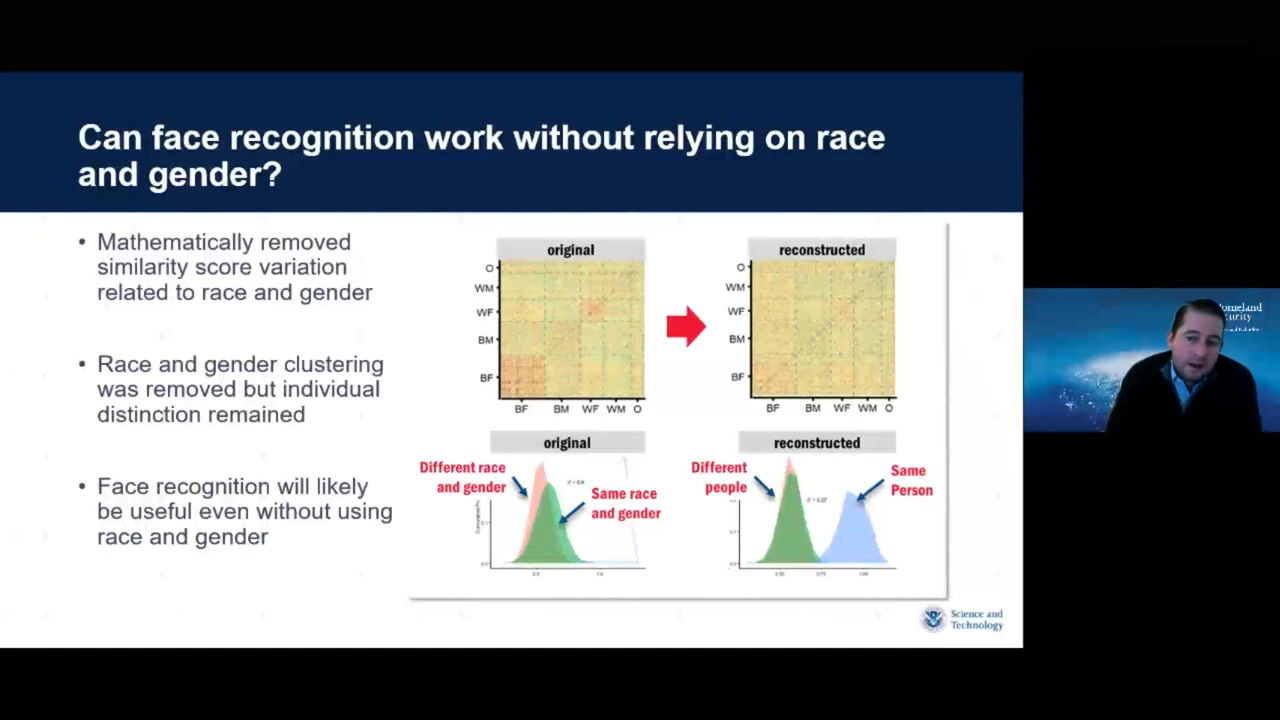 Can face recognition work without relying on race
and gender?
• Mathematically removed
similarity score variation
related to race and gender
• Race and gender clustering
was removed but individual
distinction remained
• Face recognition will likely
be useful even without using
race and gender
original
O
WM
WF
BM
BF
BF BM WF WM O
reconstructed
O
WM
WF
BM
BF
BF BM WF WM O
original
Different race
and gender
Same race
and gender
reconstructed
Different
people
Same
Person
Science and
Technology